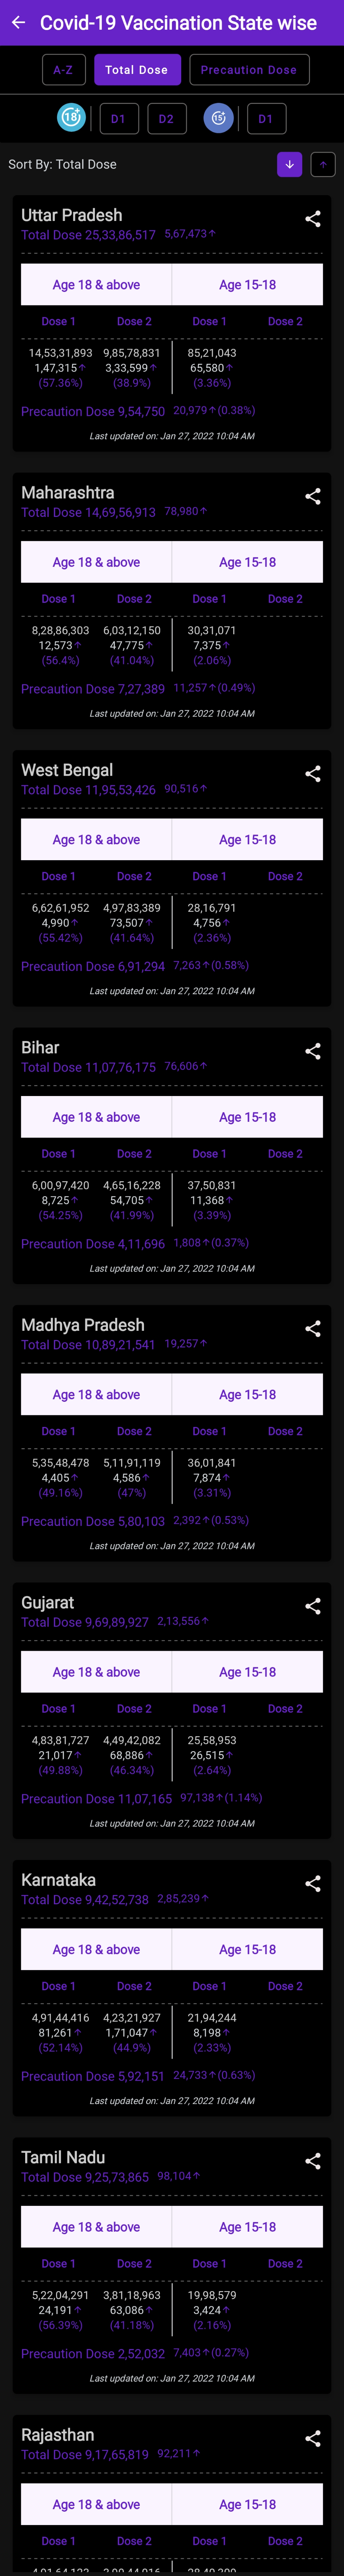 Covid-19 Vaccination State wise
A-Z Total Dose Precaution Dose
18 D1 D2 15 D1
Sort By: Total Dose ↓ ↑
Uttar Pradesh
Total Dose 25,33,86,517 5,67,473↑
Age 18 & above Age 15-18
Dose 1 Dose 2 Dose 1 Dose 2
14,53,31,893 9,85,78,831 85,21,043
1,47,315↑ 3,33,599↑ 65,580↑
(57.36%) (38.9%) (3.36%)
Precaution Dose 9,54,750 20,979↑(0.38%)
Last updated on: Jan 27, 2022 10:04 AM
Maharashtra
Total Dose 14,69,56,913 78,980↑
Age 18 & above Age 15-18
Dose 1 Dose 2 Dose 1 Dose 2
8,28,86,303 6,03,12,150 30,31,071
12,573↑ 47,775↑ 7,375↑
(56.4%) (41.04%) (2.06%)
Precaution Dose 7,27,389 11,257↑(0.49%)
Last updated on: Jan 27, 2022 10:04 AM
West Bengal
Total Dose 11,95,53,426 90,516↑
Age 18 & above Age 15-18
Dose 1 Dose 2 Dose 1 Dose 2
6,62,61,952 4,97,83,389 28,16,791
4,990↑ 73,507↑ 4,756↑
(55.42%) (41.64%) (2.36%)
Precaution Dose 6,91,294 7,263↑(0.58%)
Last updated on: Jan 27, 2022 10:04 AM
Bihar
Total Dose 11,07,76,175 76,606↑
Age 18 & above Age 15-18
Dose 1 Dose 2 Dose 1 Dose 2
6,00,97,420 4,65,16,228 37,50,831
8,725↑ 54,705↑ 11,368↑
(54.25%) (41.99%) (3.39%)
Precaution Dose 4,11,696 1,808↑(0.37%)
Last updated on: Jan 27, 2022 10:04 AM
Madhya Pradesh
Total Dose 10,89,21,541 19,257↑
Age 18 & above Age 15-18
Dose 1 Dose 2 Dose 1 Dose 2
5,35,48,478 5,11,91,119 36,01,841
4,405↑ 4,586↑ 7,874↑
(49.16%) (47%) (3.31%)
Precaution Dose 5,80,103 2,392↑(0.53%)
Last updated on: Jan 27, 2022 10:04 AM
Gujarat
Total Dose 9,69,89,927 2,13,556↑
Age 18 & above Age 15-18
Dose 1 Dose 2 Dose 1 Dose 2
4,83,81,727 4,49,42,082 25,58,953
21,017↑ 68,886↑ 26,515↑
(49.88%) (46.34%) (2.64%)
Precaution Dose 11,07,165 97,138↑(1.14%)
Last updated on: Jan 27, 2022 10:04 AM
Karnataka
Total Dose 9,42,52,738 2,85,239↑
Age 18 & above Age 15-18
Dose 1 Dose 2 Dose 1 Dose 2
4,91,44,416 4,23,21,927 21,94,244
81,261↑ 1,71,047↑ 8,198↑
(52.14%) (44.9%) (2.33%)
Precaution Dose 5,92,151 24,733↑(0.63%)
Last updated on: Jan 27, 2022 10:04 AM
Tamil Nadu
Total Dose 9,25,73,865 98,104↑
Age 18 & above Age 15-18
Dose 1 Dose 2 Dose 1 Dose 2
5,22,04,291 3,81,18,963 19,98,579
24,191↑ 63,086↑ 3,424↑
(56.39%) (41.18%) (2.16%)
Precaution Dose 2,52,032 7,403↑(0.27%)
Last updated on: Jan 27, 2022 10:04 AM
Rajasthan
Total Dose 9,17,65,819 92,211↑
Age 18 & above Age 15-18
Dose 1 Dose 2 Dose 1 Dose 2